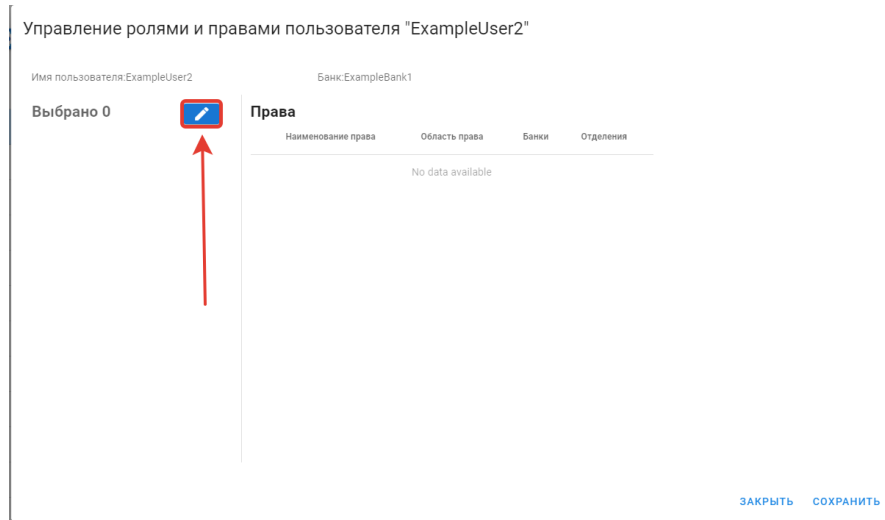 Управление ролями и правами пользователя "ExampleUser2"
Имя пользователя:ExampleUser2 Банк:ExampleBank1
Выбрано 0
Права
Наименование права Область права Банки Отделения
No data available
ЗАКРЫТЬ СОХРАНИТЬ